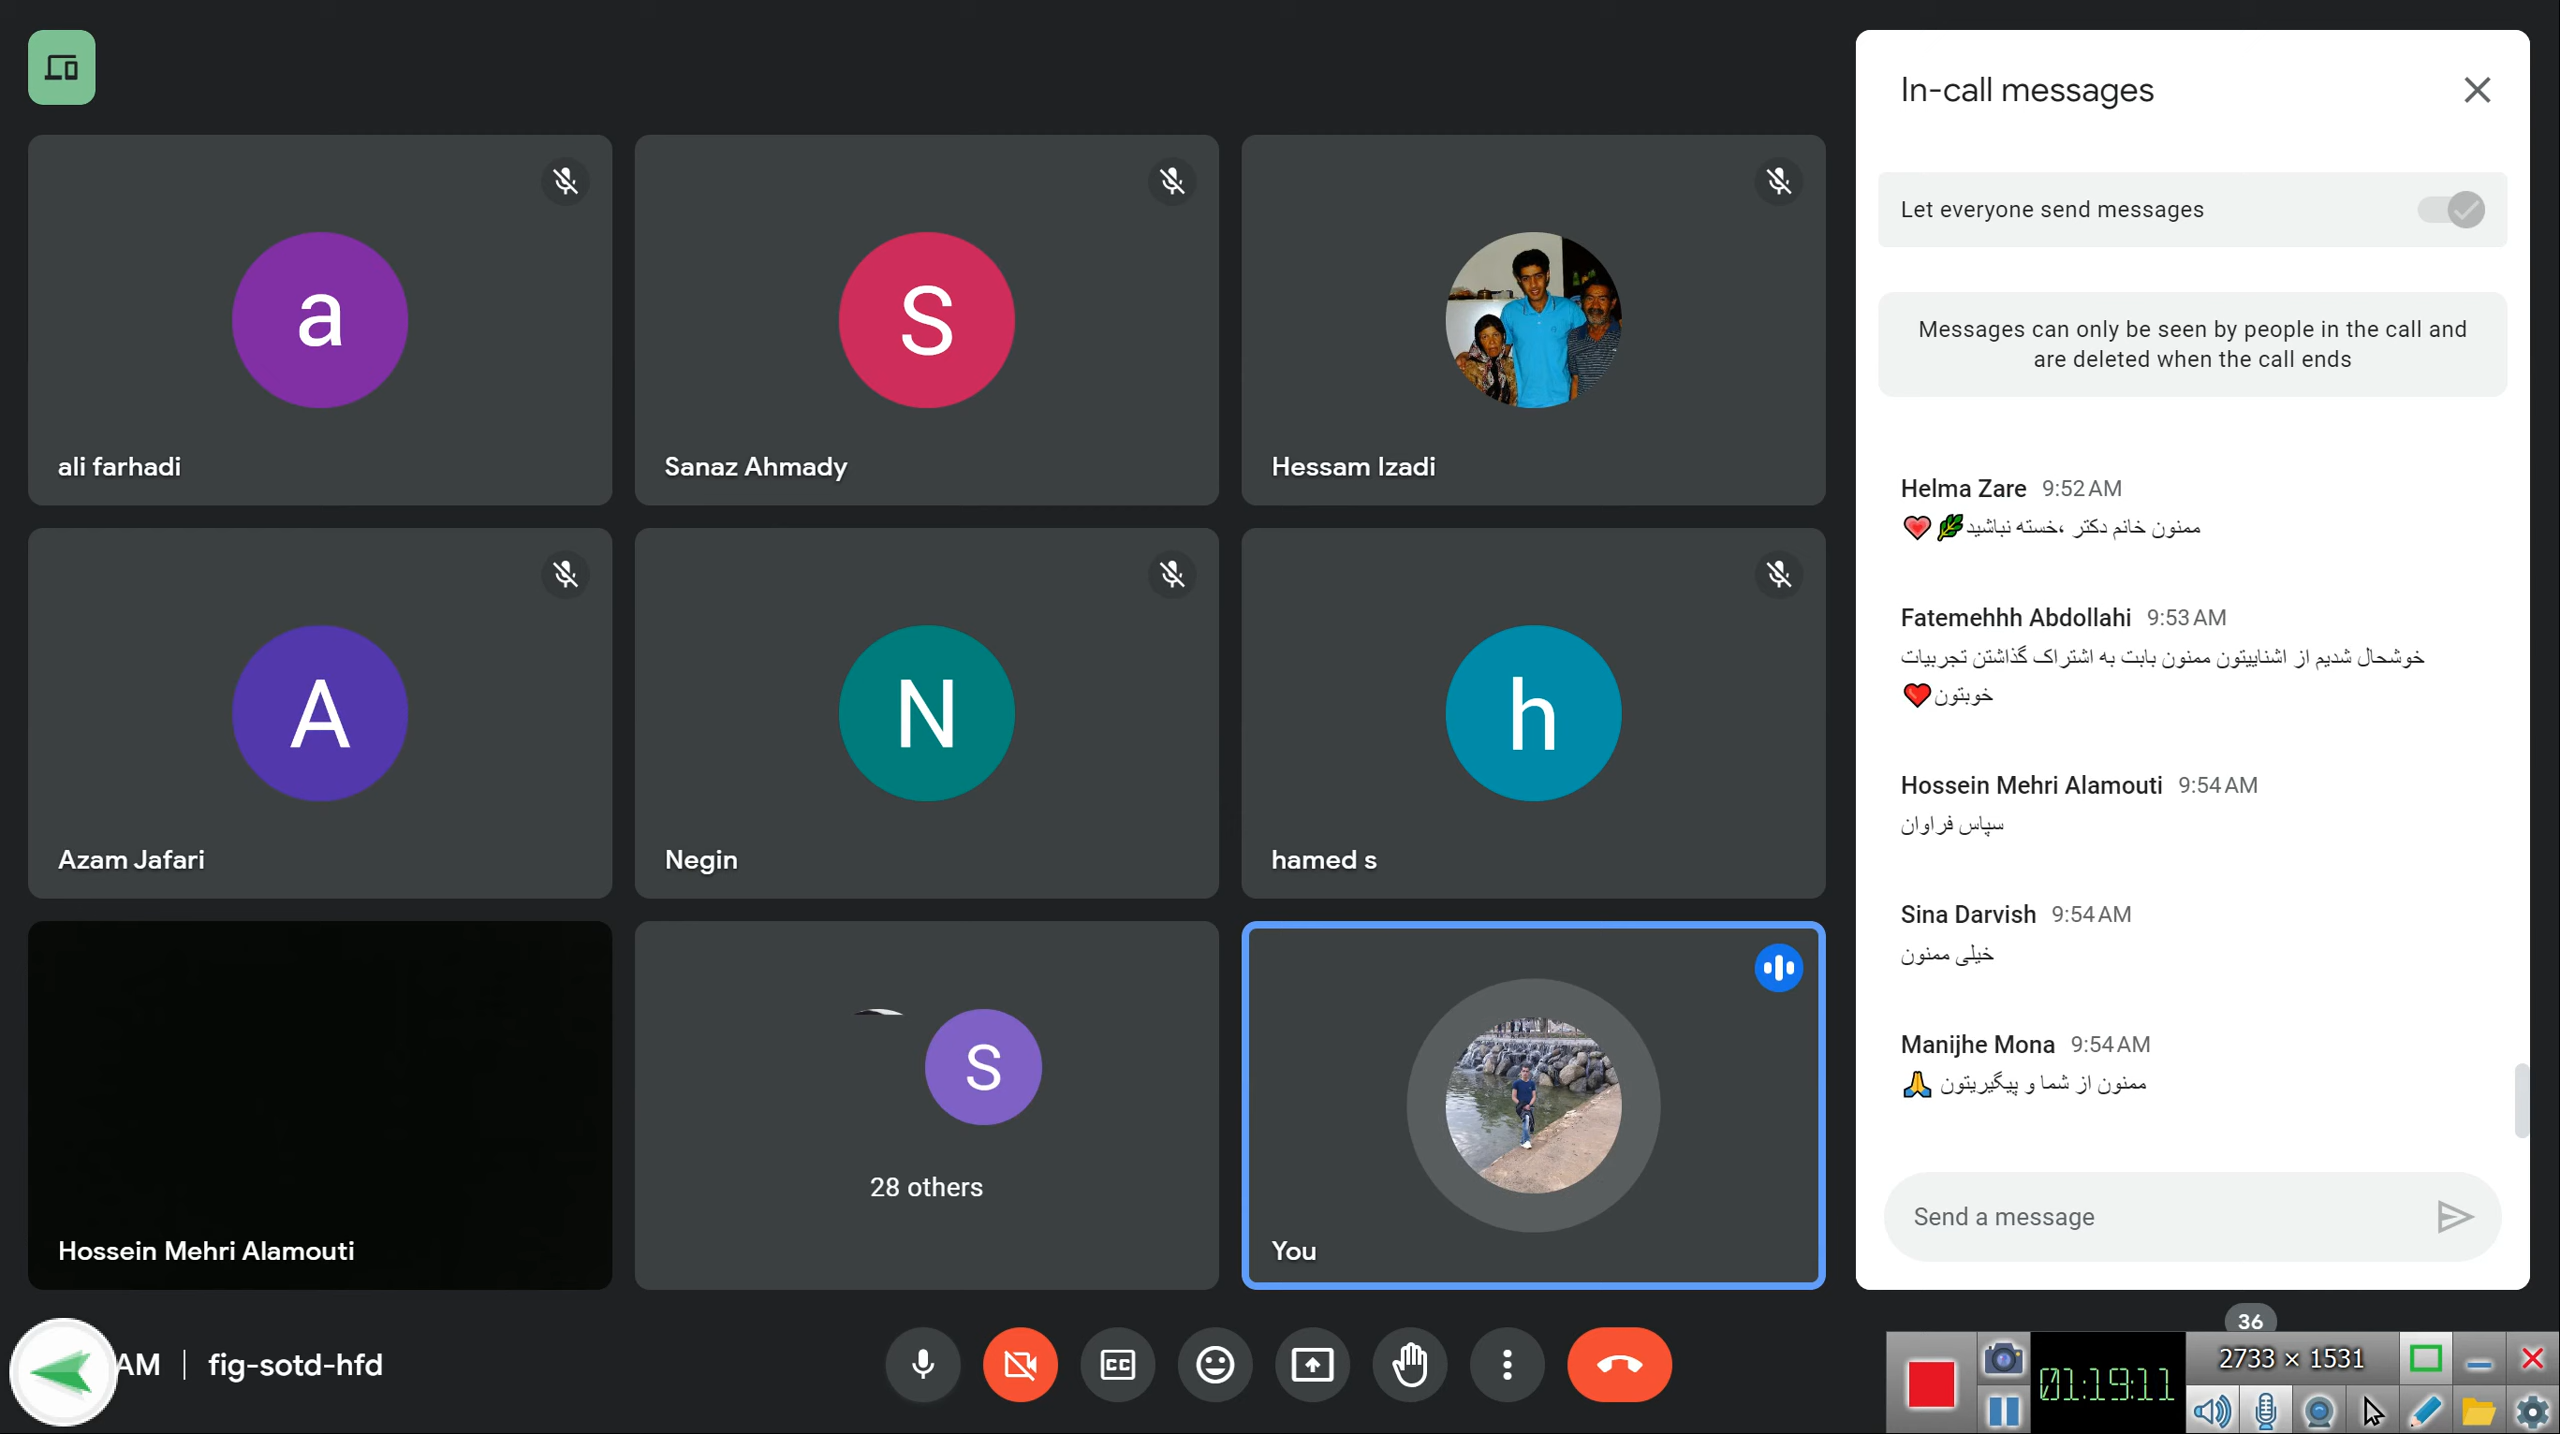 In-call messages
Let everyone send messages
Messages can only be seen by people in the call and
are deleted when the call ends
a
ali farhadi
S
Sanaz Ahmady
Hessam Izadi
A
Azam Jafari
N
Negin
h
hamed s
Hossein Mehri Alamouti
S
28 others
You
Helma Zare 9:52 AM
ممنون خانم دکتر ،خسته نباشید🌿💗
Fatemehhh Abdollahi 9:53 AM
خوشحال شدیم از اشناییتون ممنون بابت به اشتراک گذاشتن تجربیات
خوبتون❤️
Hossein Mehri Alamouti 9:54 AM
سپاس فراوان
Sina Darvish 9:54 AM
خیلی ممنون
Manijhe Mona 9:54 AM
ممنون از شما و پیگیریتون 🙏
Send a message
AM | fig-sotd-hfd
CC
36
01:19:11
2733 × 1531